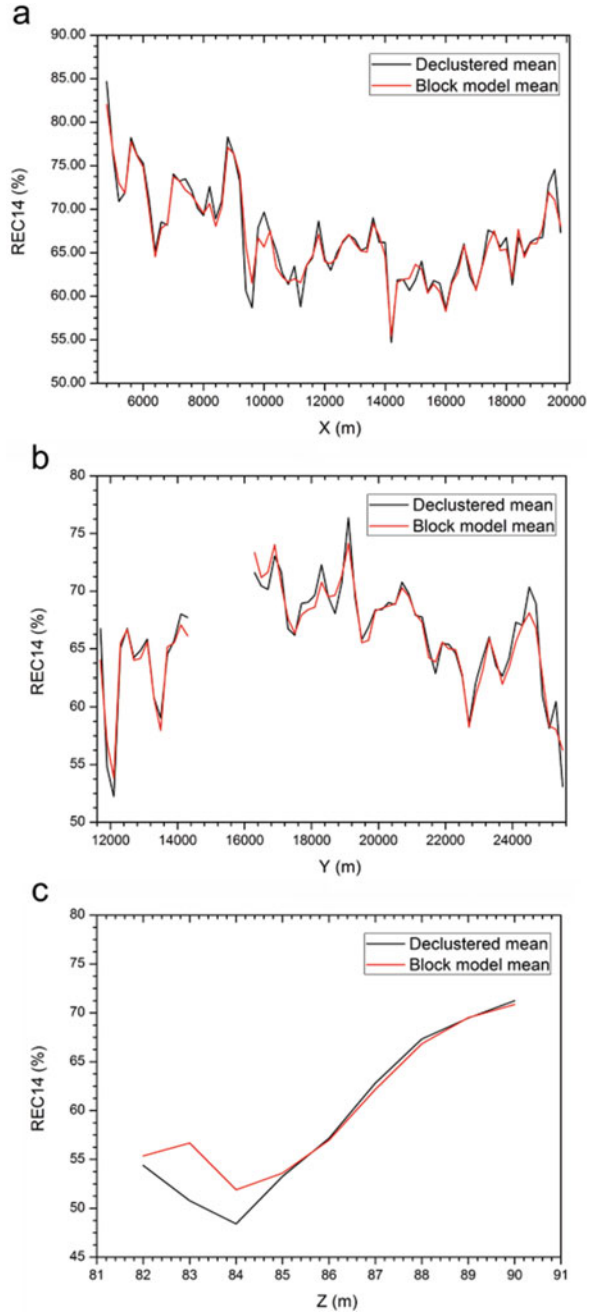 a
90.00
85.00
80.00
75.00
70.00
65.00
60.00
55.00
50.00
REC14 (%)
Declustered mean
Block model mean
6000 8000 10000 12000 14000 16000 18000 20000
X (m)
b
80
75
70
65
60
55
50
REC14 (%)
Declustered mean
Block model mean
12000 14000 16000 18000 20000 22000 24000
Y (m)
c
80
75
70
65
60
55
50
45
REC14 (%)
Declustered mean
Block model mean
81 82 83 84 85 86 87 88 89 90 91
Z (m)